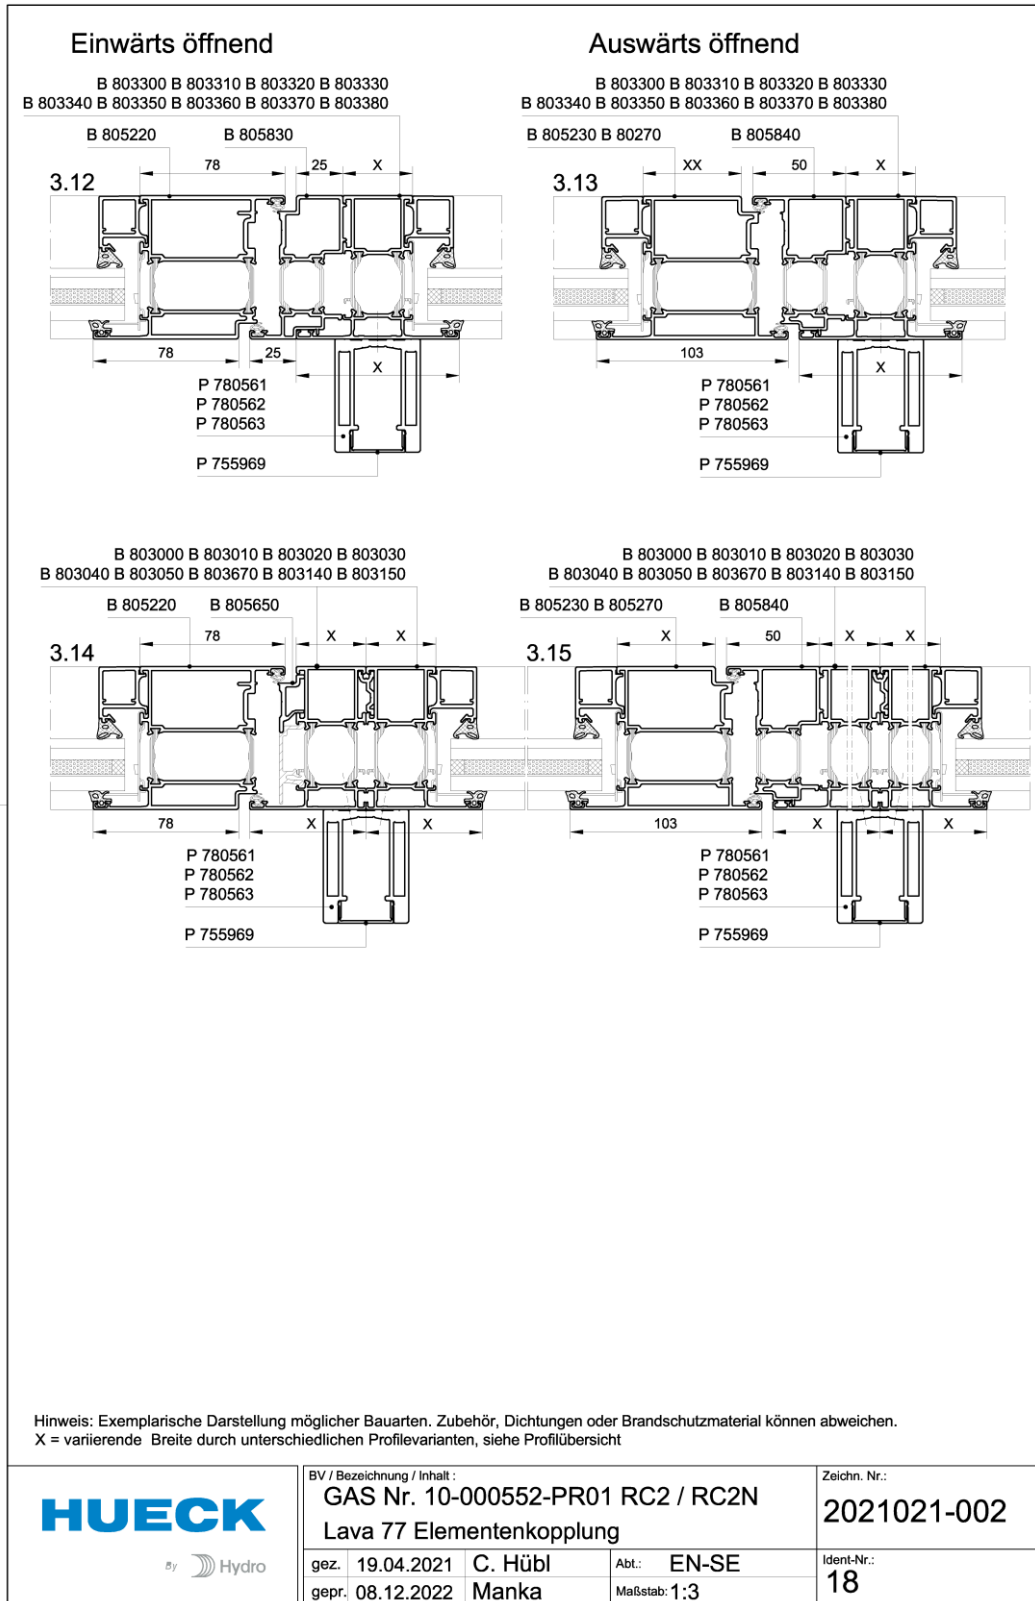 Einwärts öffnend
Auswärts öffnend
B 803300 B 803310 B 803320 B 803330
B 803340 B 803350 B 803360 B 803370 B 803380
B 805220 B 805830
78 25 X
3.12
78 25 X
P 780561
P 780562
P 780563
P 755969
B 803300 B 803310 B 803320 B 803330
B 803340 B 803350 B 803360 B 803370 B 803380
B 805230 B 80270 B 805840
XX 50 X
3.13
103 X
P 780561
P 780562
P 780563
P 755969
B 803000 B 803010 B 803020 B 803030
B 803040 B 803050 B 803670 B 803140 B 803150
B 805220 B 805650
78 X X
3.14
78 X X
P 780561
P 780562
P 780563
P 755969
B 803000 B 803010 B 803020 B 803030
B 803040 B 803050 B 803670 B 803140 B 803150
B 805230 B 805270 B 805840
X 50 X X
3.15
103 X X
P 780561
P 780562
P 780563
P 755969
Hinweis: Exemplarische Darstellung möglicher Bauarten. Zubehör, Dichtungen oder Brandschutzmaterial können abweichen.
X = variierende Breite durch unterschiedlichen Profilevarianten, siehe Profilübersicht
HUECK
By Hydro
BV / Bezeichnung / Inhalt :
GAS Nr. 10-000552-PR01 RC2 / RC2N
Lava 77 Elementenkopplung
gez. 19.04.2021 C. Hübl Abt.: EN-SE
gepr. 08.12.2022 Manka Maßstab: 1:3
Zeichn. Nr.:
2021021-002
Ident-Nr.:
18